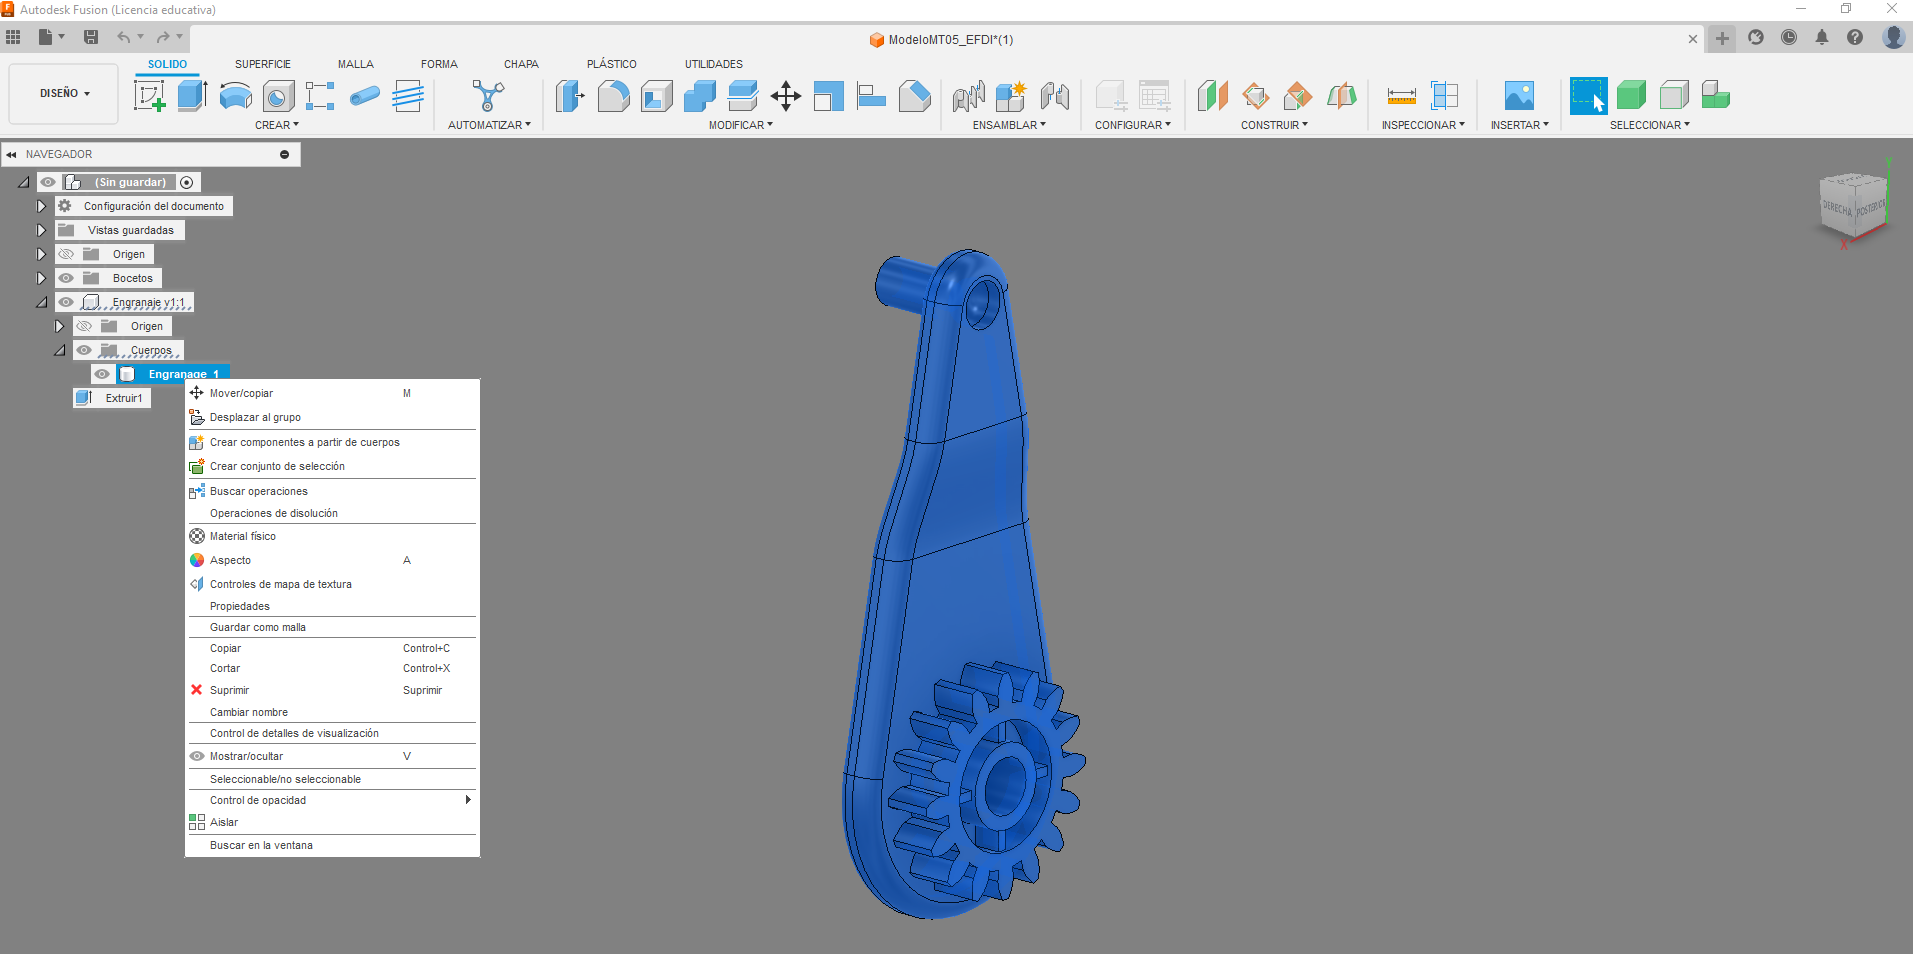 Autodesk Fusion (Licencia educativa)
ModeloMT05_EFDI*(1)
SOLIDO SUPERFICIE MALLA FORMA CHAPA PLÁSTICO UTILIDADES
DISEÑO
CREAR AUTOMATIZAR MODIFICAR ENSAMBLAR CONFIGURAR CONSTRUIR INSPECCIONAR INSERTAR SELECCIONAR
NAVEGADOR
(Sin guardar)
Configuración del documento
Vistas guardadas
Origen
Bocetos
Engranaje v1:1
Origen
Cuerpos
Engranage_1
Extruir1
Mover/copiar M
Desplazar al grupo
Crear componentes a partir de cuerpos
Crear conjunto de selección
Buscar operaciones
Operaciones de disolución
Material físico
Aspecto A
Controles de mapa de textura
Propiedades
Guardar como malla
Copiar Control+C
Cortar Control+X
Suprimir Suprimir
Cambiar nombre
Control de detalles de visualización
Mostrar/ocultar V
Seleccionable/no seleccionable
Control de opacidad
Aislar
Buscar en la ventana
Y
DERECHA POSTERIOR
X